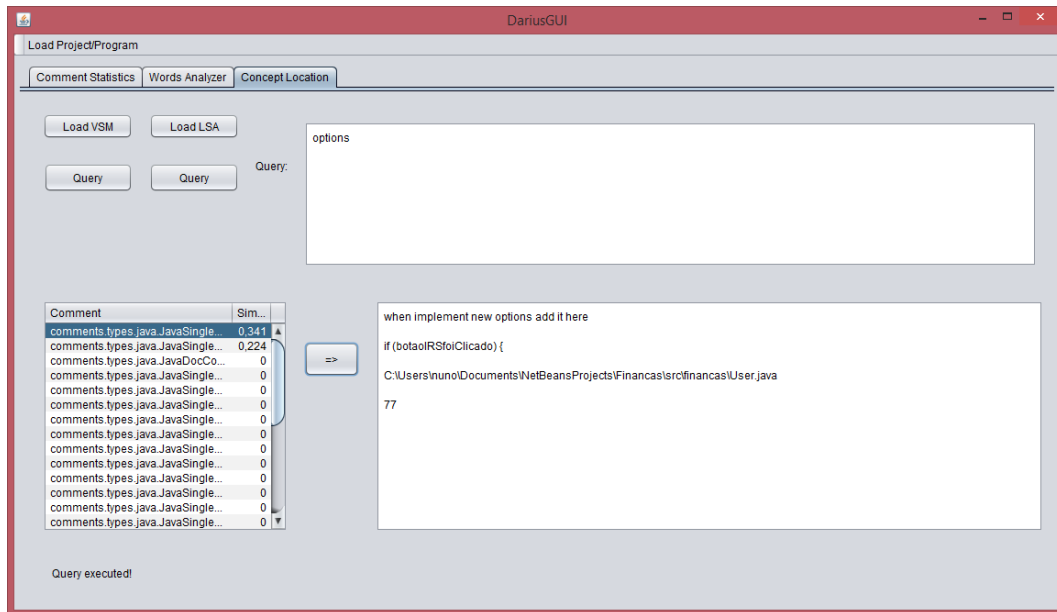 DariusGUI
Load Project/Program
Comment Statistics
Words Analyzer
Concept Location
Load VSM
Load LSA
Query
Query
Query:
options
Comment
Sim...
comments.types.java.JavaSingle... 0,341
comments.types.java.JavaSingle... 0,224
comments.types.java.JavaDocCo... 0
comments.types.java.JavaSingle... 0
comments.types.java.JavaSingle... 0
comments.types.java.JavaSingle... 0
comments.types.java.JavaSingle... 0
comments.types.java.JavaSingle... 0
comments.types.java.JavaSingle... 0
comments.types.java.JavaSingle... 0
comments.types.java.JavaSingle... 0
comments.types.java.JavaSingle... 0
comments.types.java.JavaSingle... 0
comments.types.java.JavaSingle... 0
=>
when implement new options add it here
if (botaoIRSfoiClicado) {
C:\Users\nuno\Documents\NetBeansProjects\Financas\src\financas\User.java
77
Query executed!